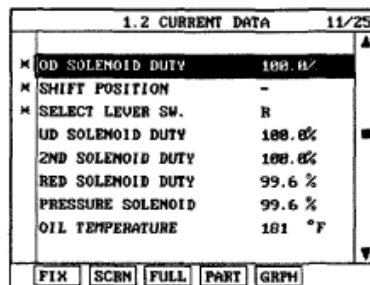 1.2 CURRENT DATA 11/25
* OD SOLENOID DUTY 100.0%
* SHIFT POSITION -
* SELECT LEVER SW. R
UD SOLENOID DUTY 100.0%
2ND SOLENOID DUTY 100.0%
RED SOLENOID DUTY 99.6 %
PRESSURE SOLENOID 99.6 %
OIL TEMPERATURE 181 °F
FIX SCRN FULL PART GRPH